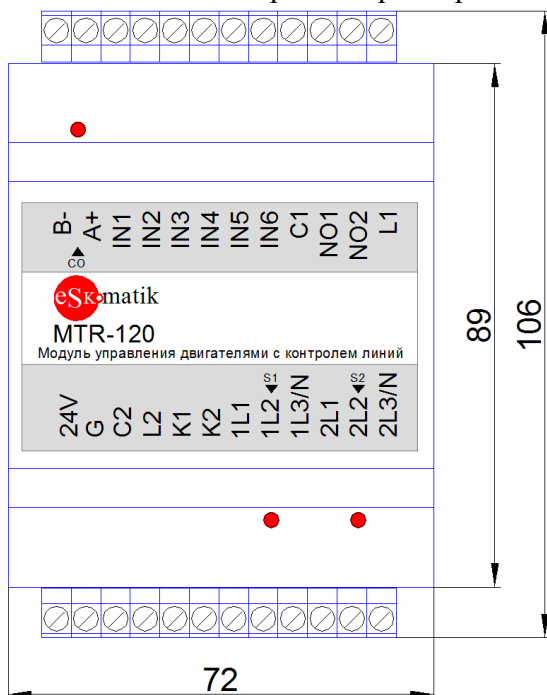 B- A+ IN1 IN2 IN3 IN4 IN5 IN6 C1 NO1 NO2 L1
CO
eSK•matik
MTR-120
Модуль управления двигателями с контролем линий
S1 S2
24V G C2 L2 K1 K2 1L1 1L2 1L3/N 2L1 2L2 2L3/N
89
106
72